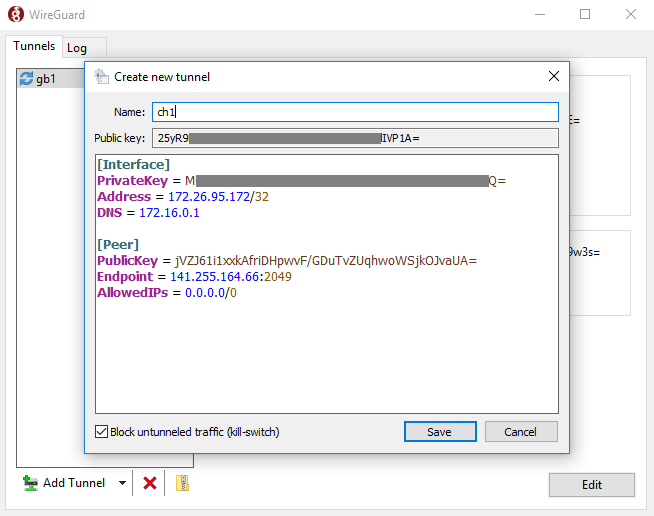 WireGuard
Tunnels
Log
gb1
Create new tunnel
Name: ch1
Public key: 25yR9 IVP1A=
[Interface]
PrivateKey = M Q=
Address = 172.26.95.172/32
DNS = 172.16.0.1
[Peer]
PublicKey = jVZJ61i1xxkAfriDHpwvF/GDuTvZUqhwoWSjkOJvaUA=
Endpoint = 141.255.164.66:2049
AllowedIPs = 0.0.0.0/0
E=
9w3s=
Block untunneled traffic (kill-switch)
Save
Cancel
Add Tunnel
Edit